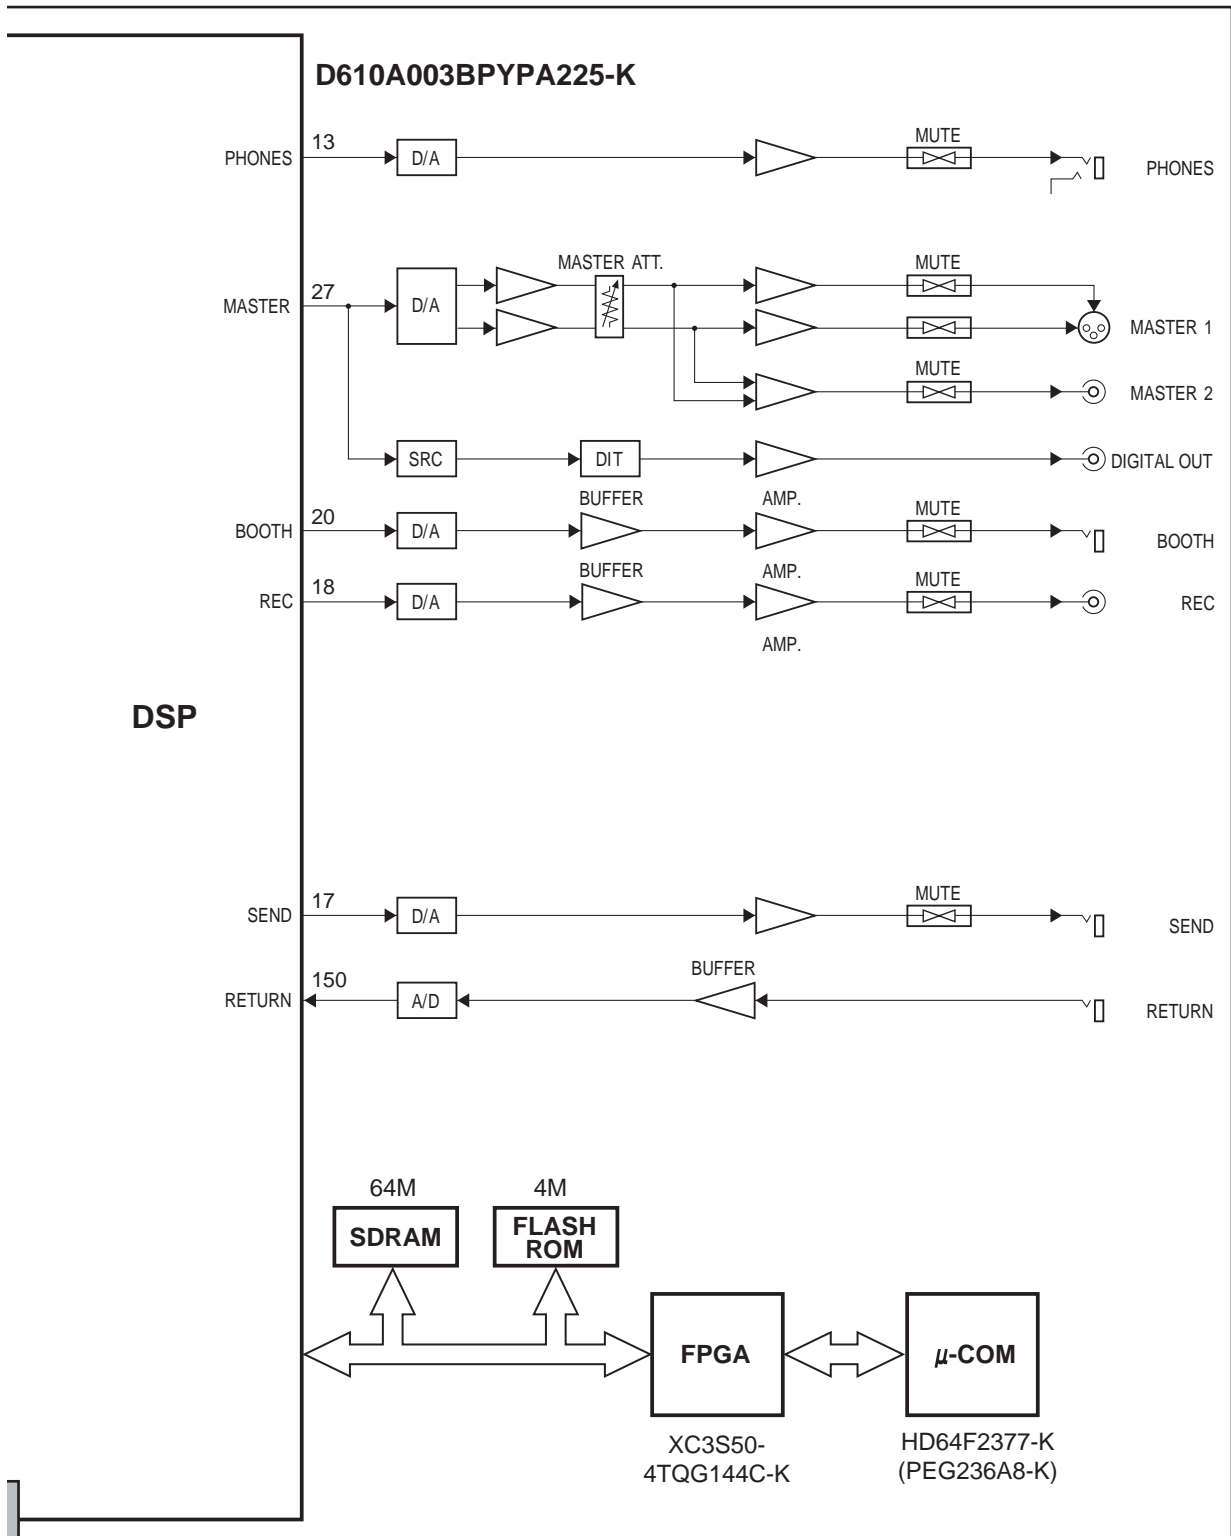 D610A003BPYPA225-K
PHONES 13 D/A MUTE PHONES
MASTER ATT. MUTE
MASTER 27 D/A MASTER 1
MUTE
MASTER 2
SRC DIT DIGITAL OUT
BUFFER AMP. MUTE
BOOTH 20 D/A BOOTH
BUFFER AMP. MUTE
REC 18 D/A REC
AMP.
DSP
MUTE
SEND 17 D/A SEND
BUFFER
RETURN 150 A/D RETURN
64M 4M
SDRAM FLASH
ROM
FPGA μ-COM
XC3S50- HD64F2377-K
4TQG144C-K (PEG236A8-K)